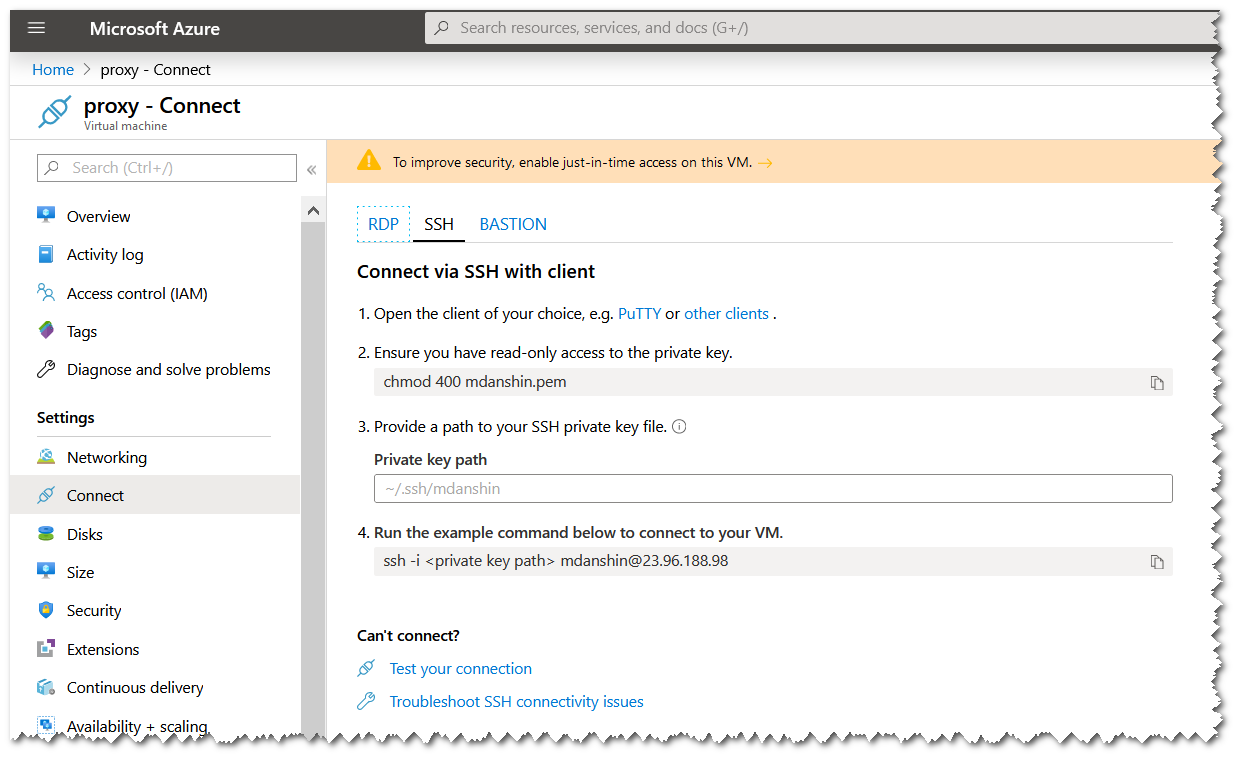 Microsoft Azure
Search resources, services, and docs (G+/)
Home > proxy - Connect
proxy - Connect
Virtual machine
Search (Ctrl+/)
«
Overview
Activity log
Access control (IAM)
Tags
Diagnose and solve problems
Settings
Networking
Connect
Disks
Size
Security
Extensions
Continuous delivery
Availability + scaling
To improve security, enable just-in-time access on this VM. →
RDP SSH BASTION
Connect via SSH with client
1. Open the client of your choice, e.g. PuTTY or other clients .
2. Ensure you have read-only access to the private key.
chmod 400 mdanshin.pem
3. Provide a path to your SSH private key file.
Private key path
~/.ssh/mdanshin
4. Run the example command below to connect to your VM.
ssh -i <private key path> mdanshin@23.96.188.98
Can't connect?
Test your connection
Troubleshoot SSH connectivity issues